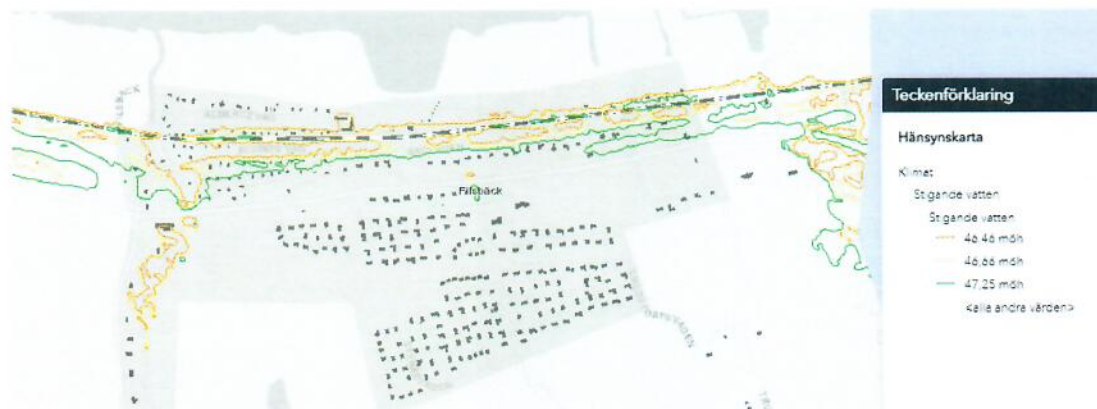 Filsbäck
Teckenförklaring
Hänsynskarta
Klimat
Stigande vatten
Stigande vatten
46.46 möh
46,66 möh
47,25 möh
<alla andra värden>